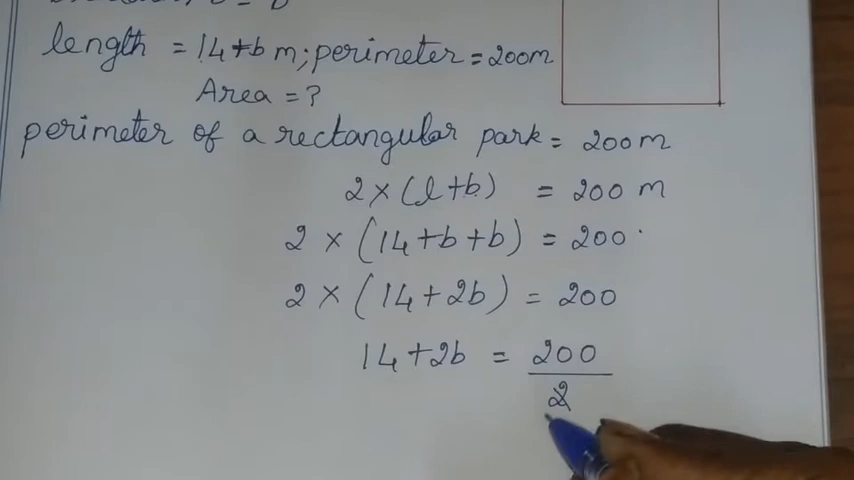 length = 14+b m; perimeter = 200m
Area = ?
perimeter of a rectangular park = 200 m
2 × (l+b) = 200 m
2 × (14+b+b) = 200
2 × (14+2b) = 200
14+2b = 200
2